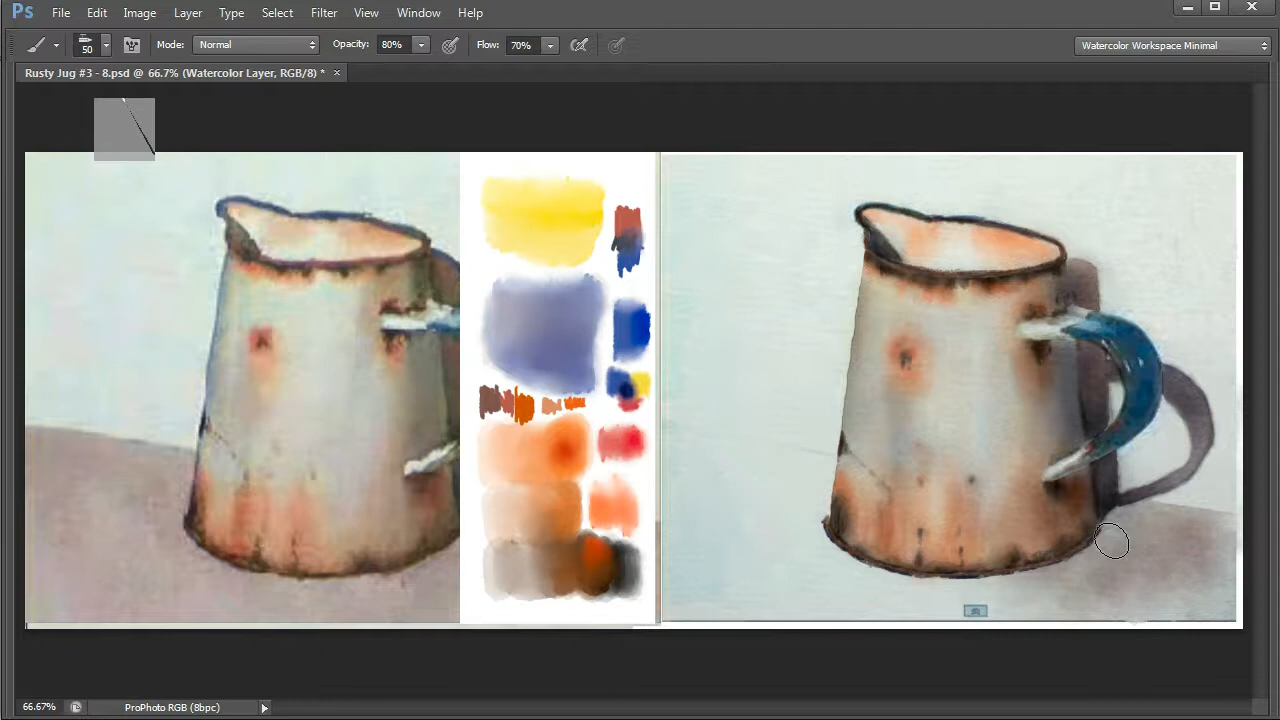 Ps File Edit Image Layer Type Select Filter View Window Help
50 Mode: Normal Opacity: 80% Flow: 70% Watercolor Workspace Minimal
Rusty Jug #3 - 8.psd @ 66.7% (Watercolor Layer, RGB/8) * ×
66.67% ProPhoto RGB (8bpc)